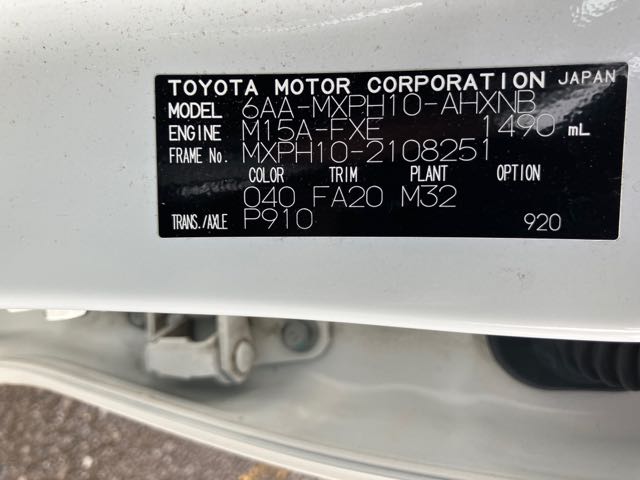 TOYOTA MOTOR CORPORATION JAPAN
MODEL 6AA-MXPH10-AHXNB
ENGINE M15A-FXE 1490 mL
FRAME No. MXPH10-2108251
COLOR TRIM PLANT OPTION
040 FA20 M32
TRANS./AXLE P910 920